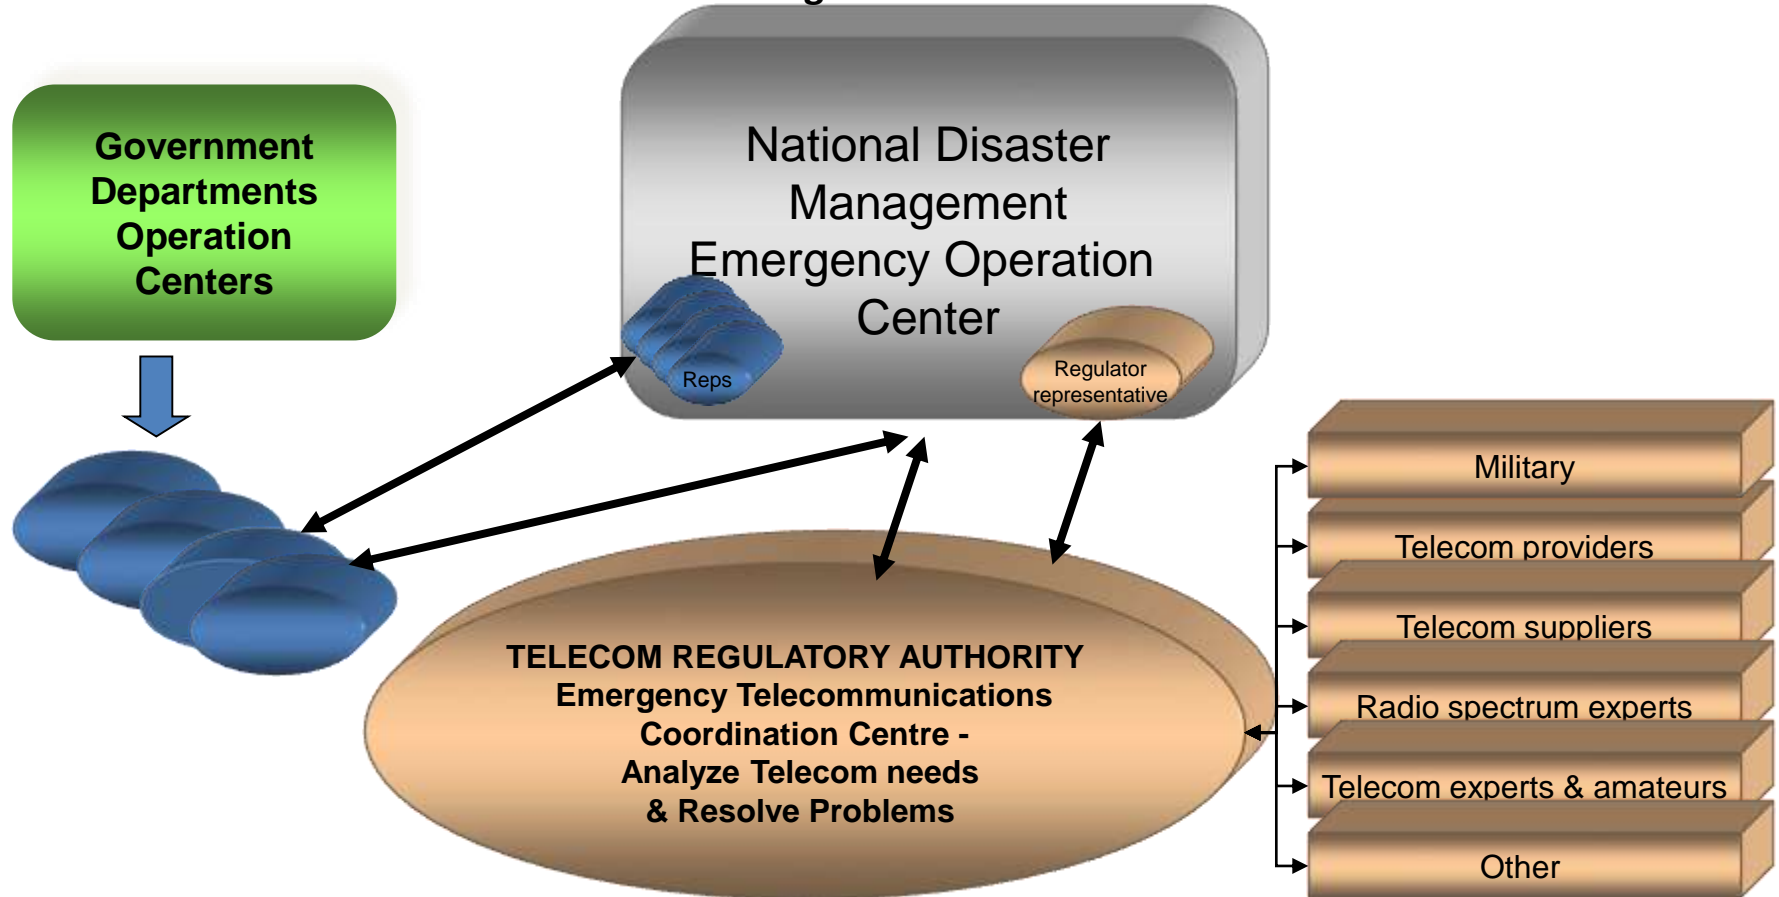 Government
Departments
Operation
Centers
National Disaster
Management
Emergency Operation
Center
Reps
Regulator
representative
TELECOM REGULATORY AUTHORITY
Emergency Telecommunications
Coordination Centre -
Analyze Telecom needs
& Resolve Problems
Military
Telecom providers
Telecom suppliers
Radio spectrum experts
Telecom experts & amateurs
Other